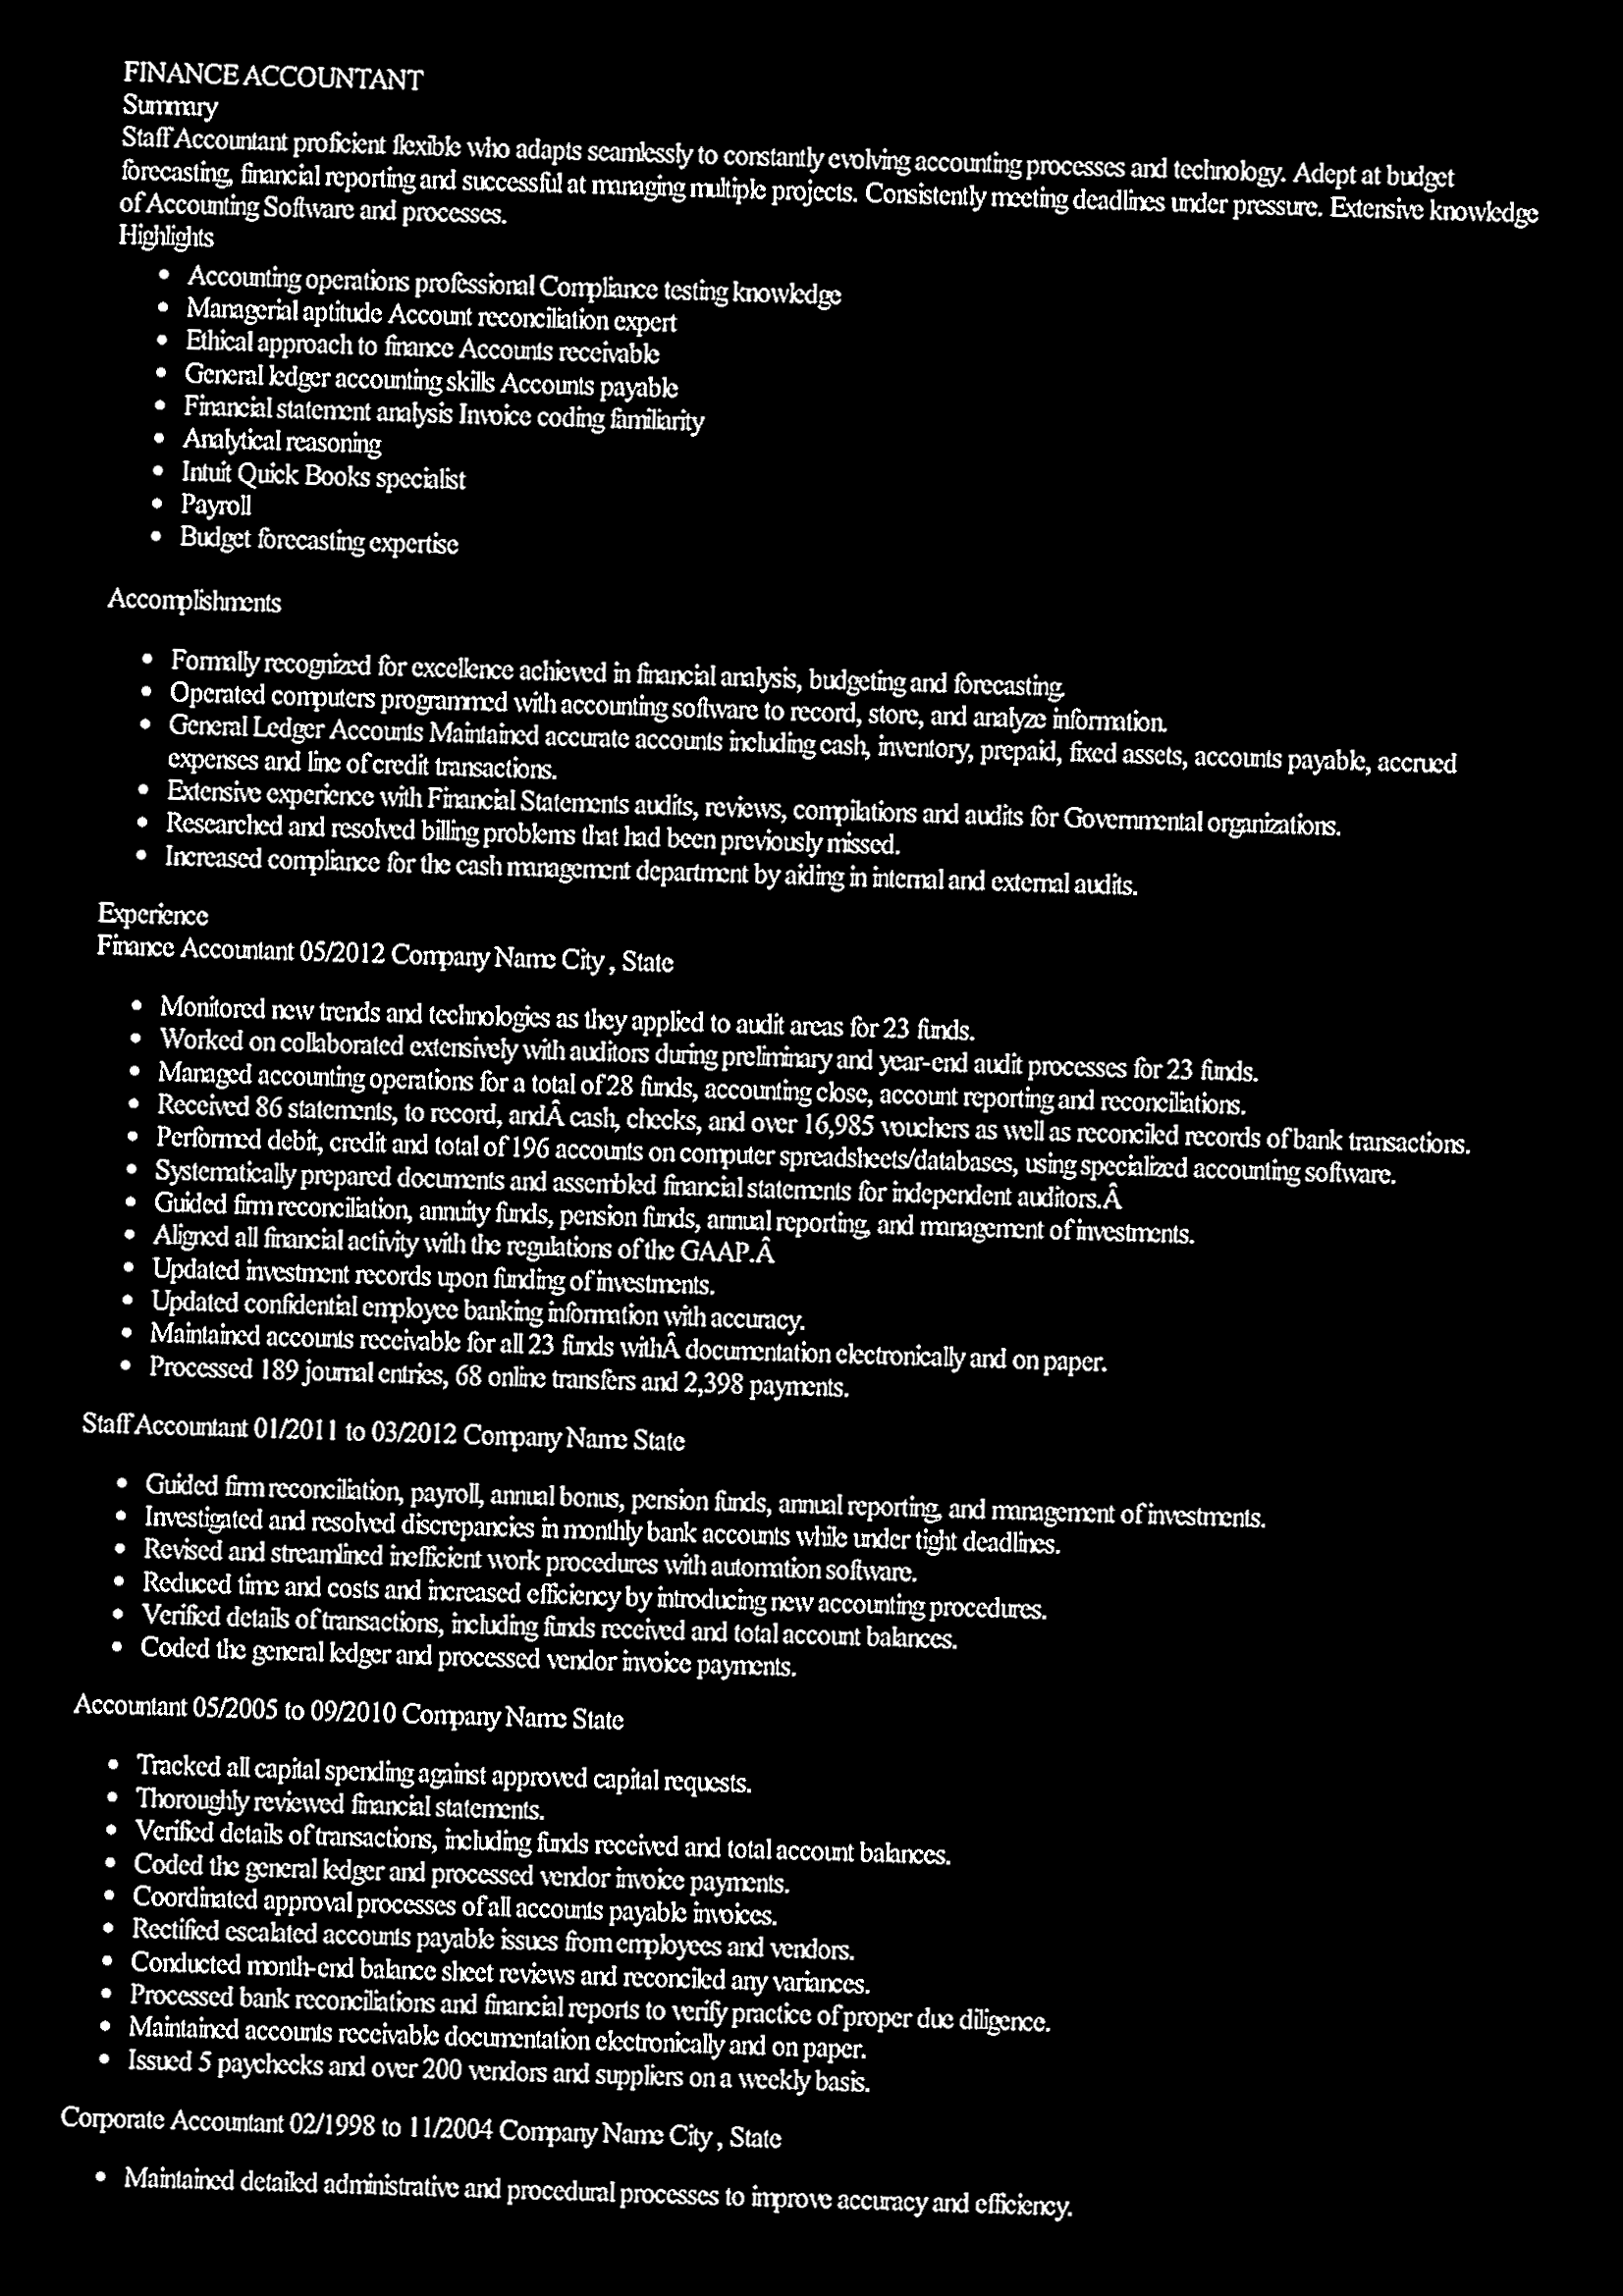 FINANCE ACCOUNTANT
Summary
Staff Accountant proficient flexible who adapts seamlessly to constantly evolving accounting processes and technology. Adept at budget
forecasting, financial reporting and successful at managing multiple projects. Consistently meeting deadlines under pressure. Extensive knowledge
of Accounting Software and processes.
Highlights
• Accounting operations professional Compliance testing knowledge
• Managerial aptitude Account reconciliation expert
• Ethical approach to finance Accounts receivable
• General ledger accounting skills Accounts payable
• Financial statement analysis Invoice coding familiarity
• Analytical reasoning
• Intuit Quick Books specialist
• Payroll
• Budget forecasting expertise
Accomplishments
• Formally recognized for excellence achieved in financial analysis, budgeting and forecasting.
• Operated computers programmed with accounting software to record, store, and analyze information.
• General Ledger Accounts Maintained accurate accounts including cash, inventory, prepaid, fixed assets, accounts payable, accrued
expenses and line of credit transactions.
• Extensive experience with Financial Statements audits, reviews, compilations and audits for Governmental organizations.
• Researched and resolved billing problems that had been previously missed.
• Increased compliance for the cash management department by aiding in internal and external audits.
Experience
Finance Accountant 05/2012 Company Name City , State
• Monitored new trends and technologies as they applied to audit areas for 23 funds.
• Worked on collaborated extensively with auditors during preliminary and year-end audit processes for 23 funds.
• Managed accounting operations for a total of 28 funds, accounting close, account reporting and reconciliations.
• Received 86 statements, to record, andÂ cash, checks, and over 16,985 vouchers as well as reconciled records of bank transactions.
• Performed debit, credit and total of 196 accounts on computer spreadsheets/databases, using specialized accounting software.
• Systematically prepared documents and assembled financial statements for independent auditors.Â
• Guided firm reconciliation, annuity funds, pension funds, annual reporting, and management of investments.
• Aligned all financial activity with the regulations of the GAAP.Â
• Updated investment records upon funding of investments.
• Updated confidential employee banking information with accuracy.
• Maintained accounts receivable for all 23 funds withÂ documentation electronically and on paper.
• Processed 189 journal entries, 68 online transfers and 2,398 payments.
Staff Accountant 01/2011 to 03/2012 Company Name State
• Guided firm reconciliation, payroll, annual bonus, pension funds, annual reporting, and management of investments.
• Investigated and resolved discrepancies in monthly bank accounts while under tight deadlines.
• Revised and streamlined inefficient work procedures with automation software.
• Reduced time and costs and increased efficiency by introducing new accounting procedures.
• Verified details of transactions, including funds received and total account balances.
• Coded the general ledger and processed vendor invoice payments.
Accountant 05/2005 to 09/2010 Company Name State
• Tracked all capital spending against approved capital requests.
• Thoroughly reviewed financial statements.
• Verified details of transactions, including funds received and total account balances.
• Coded the general ledger and processed vendor invoice payments.
• Coordinated approval processes of all accounts payable invoices.
• Rectified escalated accounts payable issues from employees and vendors.
• Conducted month-end balance sheet reviews and reconciled any variances.
• Processed bank reconciliations and financial reports to verify practice of proper due diligence.
• Maintained accounts receivable documentation electronically and on paper.
• Issued 5 paychecks and over 200 vendors and suppliers on a weekly basis.
Corporate Accountant 02/1998 to 11/2004 Company Name City , State
• Maintained detailed administrative and procedural processes to improve accuracy and efficiency.